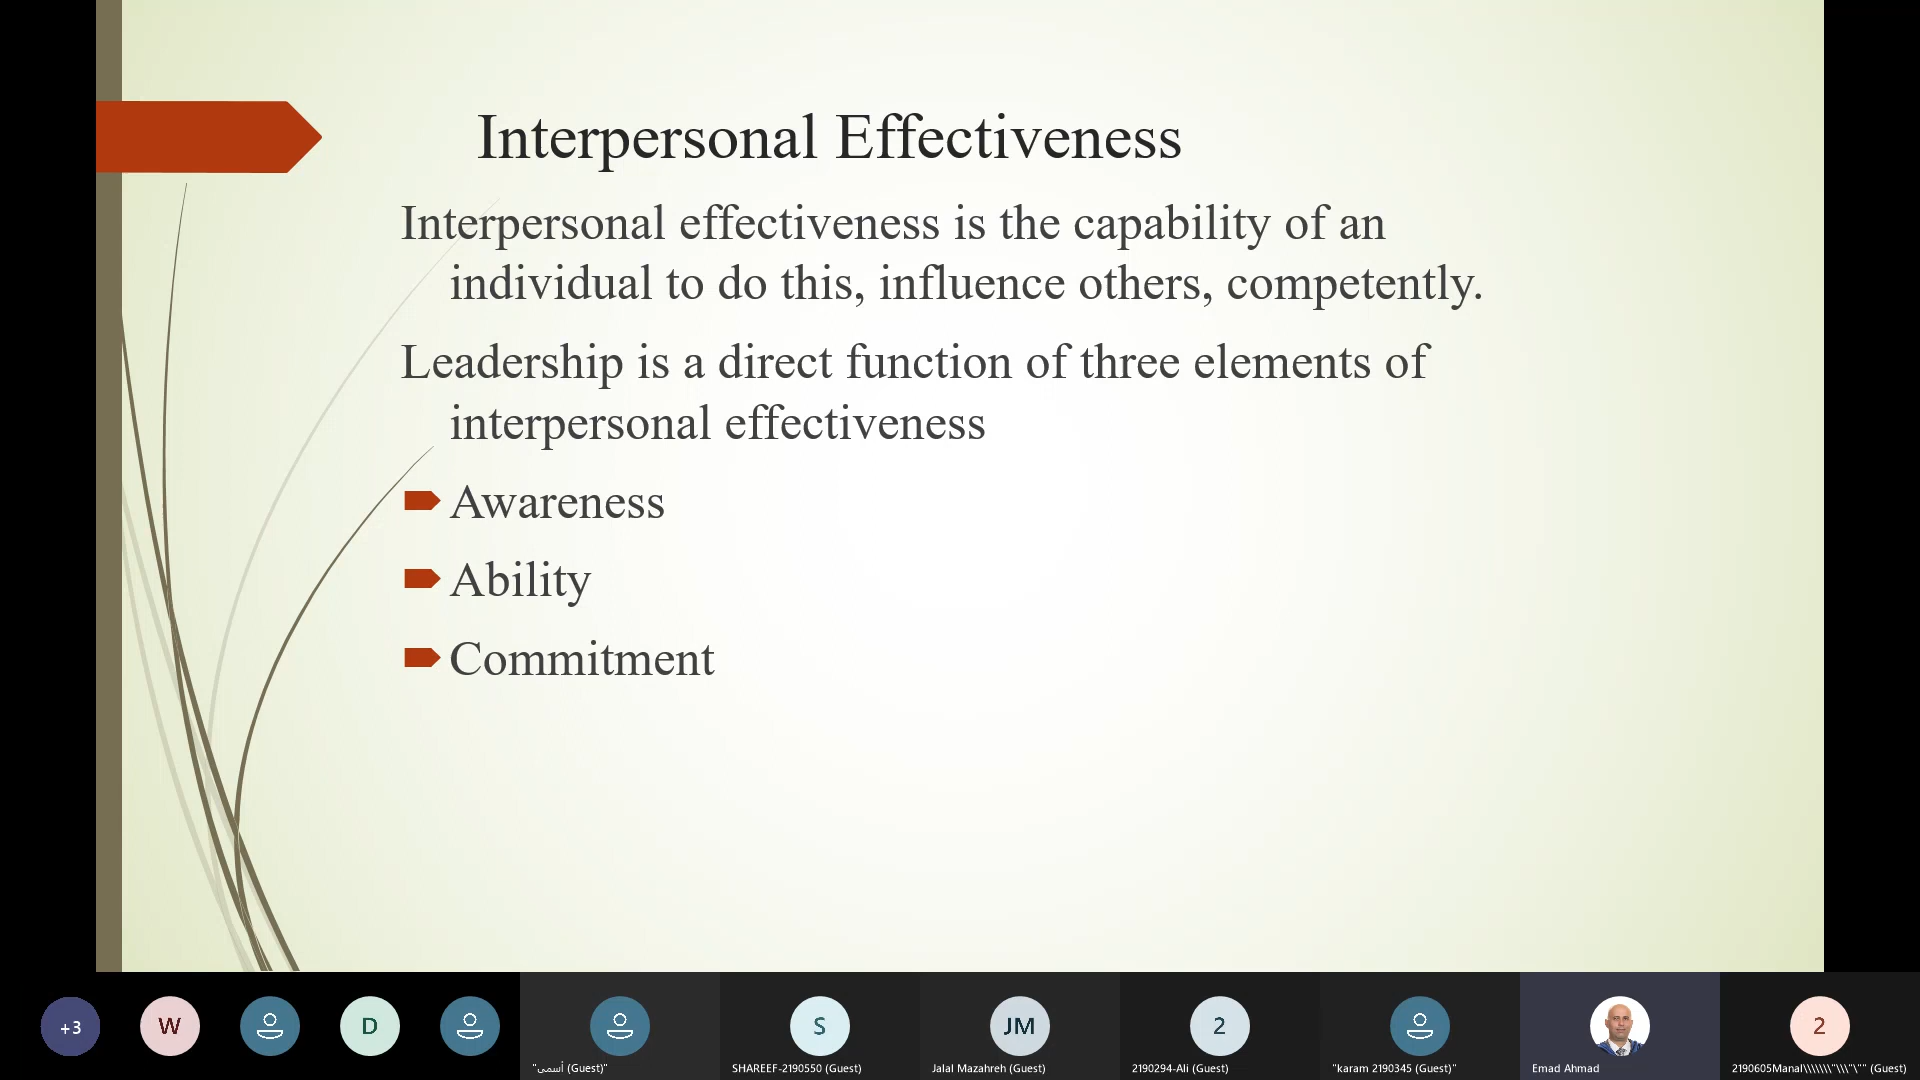 Interpersonal Effectiveness
Interpersonal effectiveness is the capability of an
individual to do this, influence others, competently.
Leadership is a direct function of three elements of
interpersonal effectiveness
Awareness
Ability
Commitment
+3
W
D
S
JM
2
2
"أسمى (Guest)"
SHAREEF-2190550 (Guest)
Jalal Mazahreh (Guest)
2190294-Ali (Guest)
"karam 2190345 (Guest)"
Emad Ahmad
2190605Manal\\\\\\\"\\\"\"" (Guest)